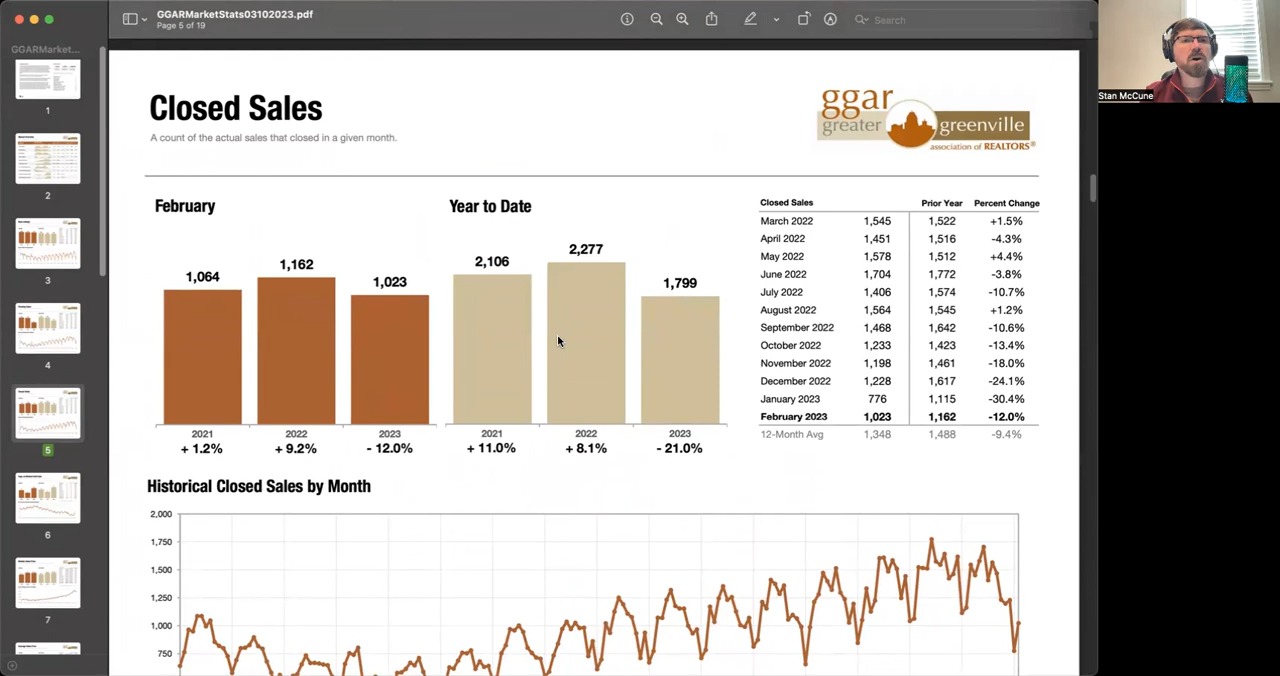 GGARMarketStats03102023.pdf
Page 5 of 19
Search
GGARMarket...
1
2
3
4
5
6
7
Stan McCune
Closed Sales
A count of the actual sales that closed in a given month.
ggar
greater greenville
association of REALTORS®
February
1,064
1,162
1,023
2021
2022
2023
+ 1.2%
+ 9.2%
- 12.0%
Year to Date
2,106
2,277
1,799
2021
2022
2023
+ 11.0%
+ 8.1%
- 21.0%
Closed Sales Prior Year Percent Change
March 2022 1,545 1,522 +1.5%
April 2022 1,451 1,516 -4.3%
May 2022 1,578 1,512 +4.4%
June 2022 1,704 1,772 -3.8%
July 2022 1,406 1,574 -10.7%
August 2022 1,564 1,545 +1.2%
September 2022 1,468 1,642 -10.6%
October 2022 1,233 1,423 -13.4%
November 2022 1,198 1,461 -18.0%
December 2022 1,228 1,617 -24.1%
January 2023 776 1,115 -30.4%
February 2023 1,023 1,162 -12.0%
12-Month Avg 1,348 1,488 -9.4%
Historical Closed Sales by Month
2,000
1,750
1,500
1,250
1,000
750